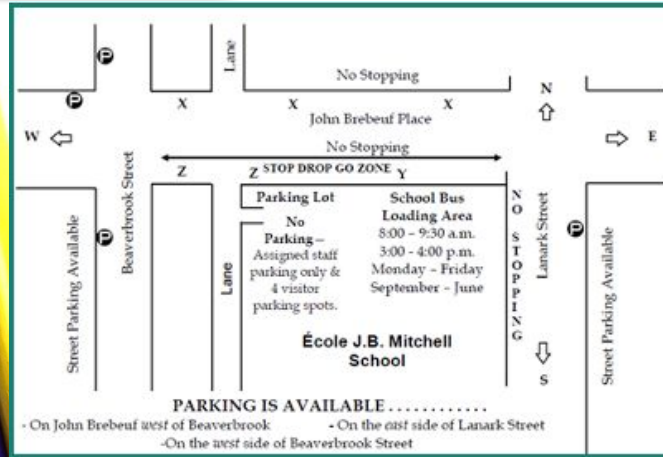 P
Lane
No Stopping
N
P
X X X
John Brebeuf Place
W E
No Stopping
Z Z STOP DROP GO ZONE Y
Beaverbrook Street
Street Parking Available
P
Lane
Parking Lot
No
Parking –
Assigned staff
parking only &
4 visitor
parking spots.
School Bus
Loading Area
8:00 – 9:30 a.m.
3:00 - 4:00 p.m.
Monday – Friday
September – June
NO STOPPING
Lanark Street
P
Street Parking Available
École J.B. Mitchell
School
S
PARKING IS AVAILABLE . . . . . . . . . . . .
- On John Brebeuf west of Beaverbrook - On the east side of Lanark Street
-On the west side of Beaverbrook Street